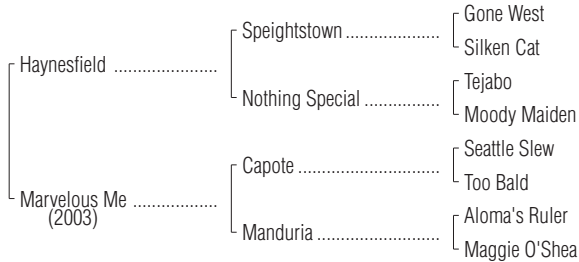 Gone West
Speightstown ....................
Silken Cat
Haynesfield ......................
Tejabo
Nothing Special ................
Moody Maiden
Seattle Slew
Capote ..............................
Too Bald
Marvelous Me .................
(2003)
Aloma's Ruler
Manduria ..........................
Maggie O'Shea